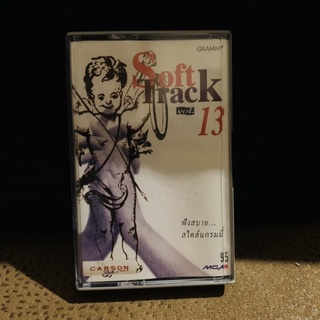 GRAMMY
Soft
Track
vol. 13
ฟังสบาย...
สไตล์แกรมมี่
95
CARSON
MGA